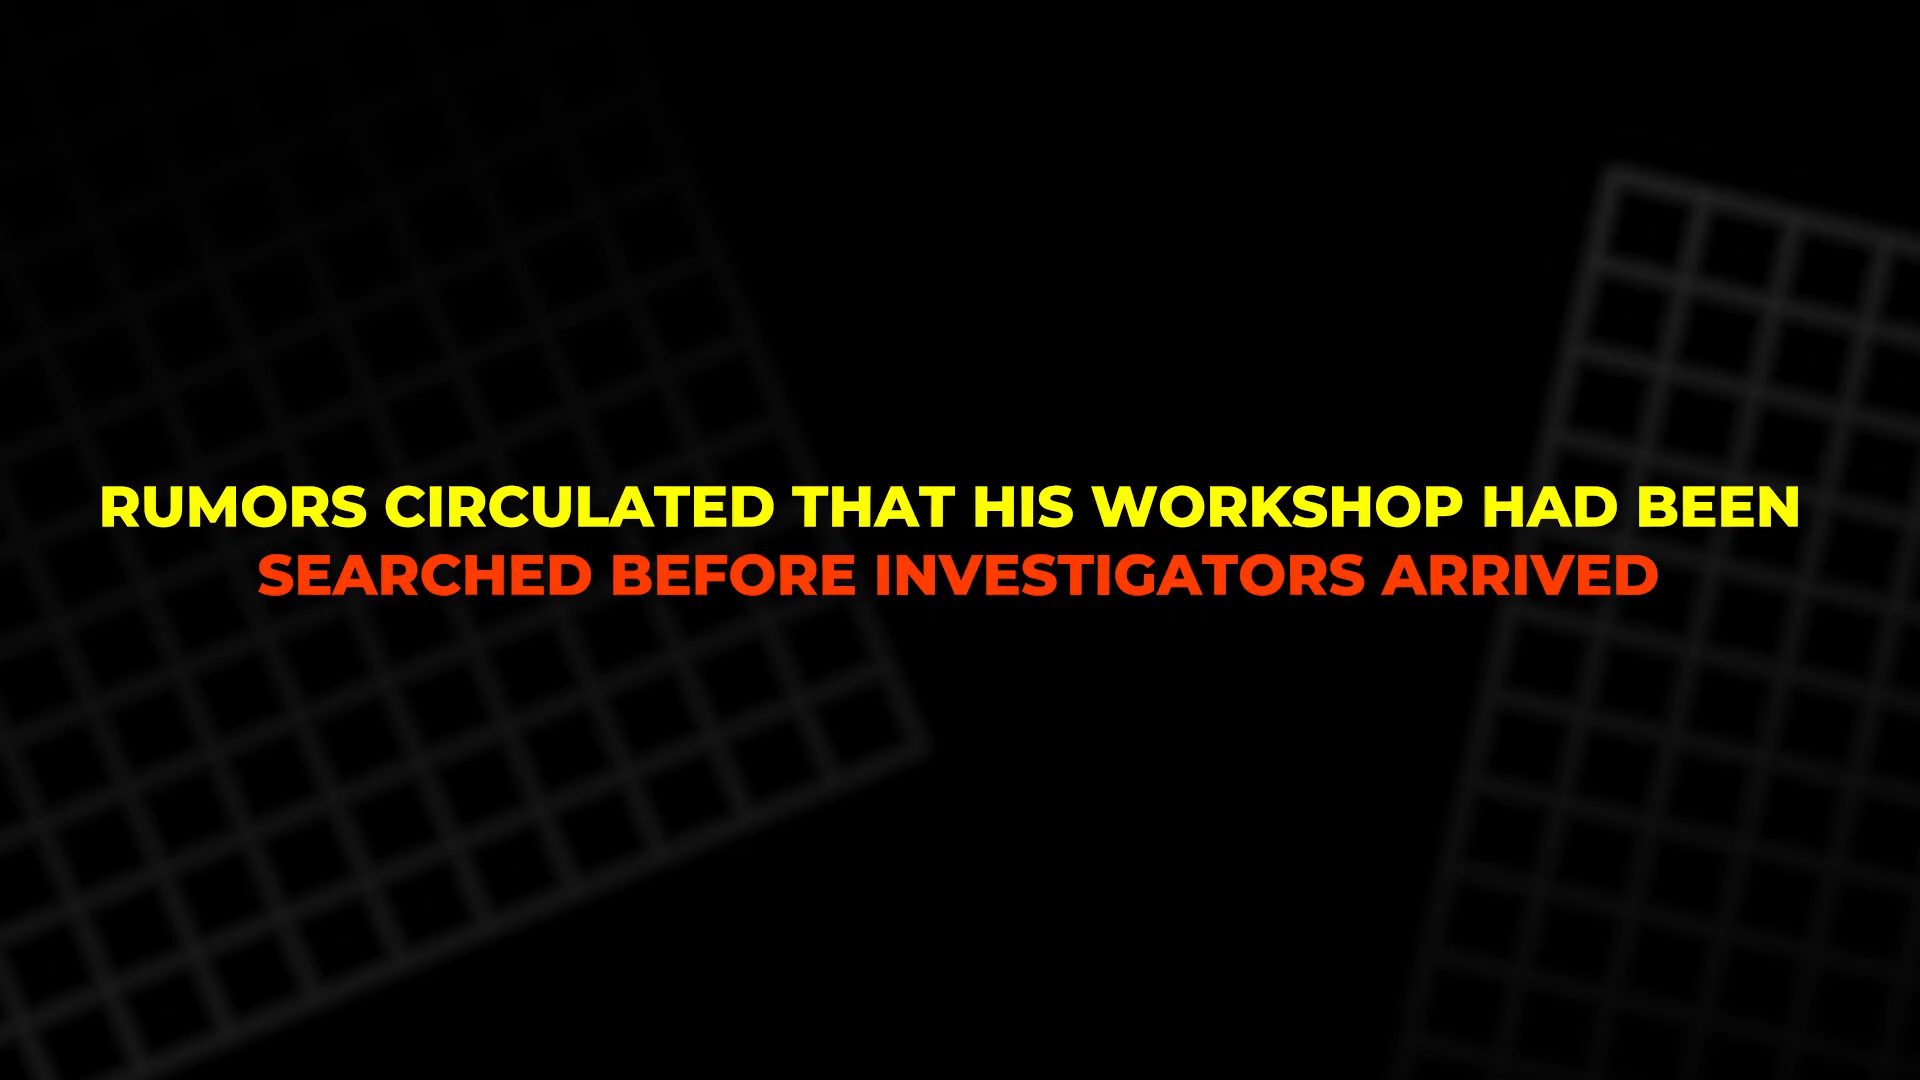 RUMORS CIRCULATED THAT HIS WORKSHOP HAD BEEN
SEARCHED BEFORE INVESTIGATORS ARRIVED